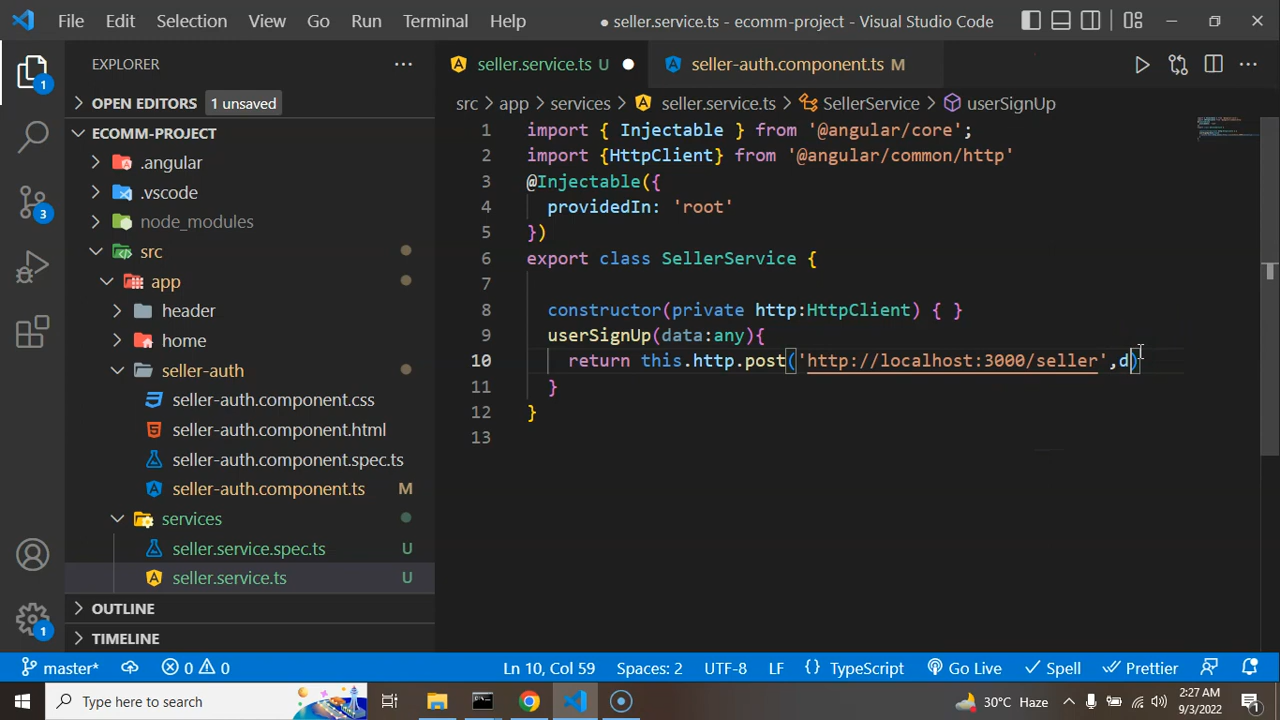 File Edit Selection View Go Run Terminal Help ● seller.service.ts - ecomm-project - Visual Studio Code
EXPLORER
OPEN EDITORS 1 unsaved
ECOMM-PROJECT
.angular
.vscode
node_modules
src
app
header
home
seller-auth
seller-auth.component.css
seller-auth.component.html
seller-auth.component.spec.ts
seller-auth.component.ts M
services
seller.service.spec.ts U
seller.service.ts U
OUTLINE
TIMELINE
1
3
1
seller.service.ts U ● seller-auth.component.ts M
src > app > services > seller.service.ts > SellerService > userSignUp
1 import { Injectable } from '@angular/core';
2 import {HttpClient} from '@angular/common/http'
3 @Injectable({
4 providedIn: 'root'
5 })
6 export class SellerService {
7
8 constructor(private http:HttpClient) { }
9 userSignUp(data:any){
10 return this.http.post('http://localhost:3000/seller',d)
11 }
12 }
13
master* 0 0 Ln 10, Col 59 Spaces: 2 UTF-8 LF {} TypeScript Go Live Spell Prettier
Type here to search 30°C Haze 2:27 AM
9/3/2022 1